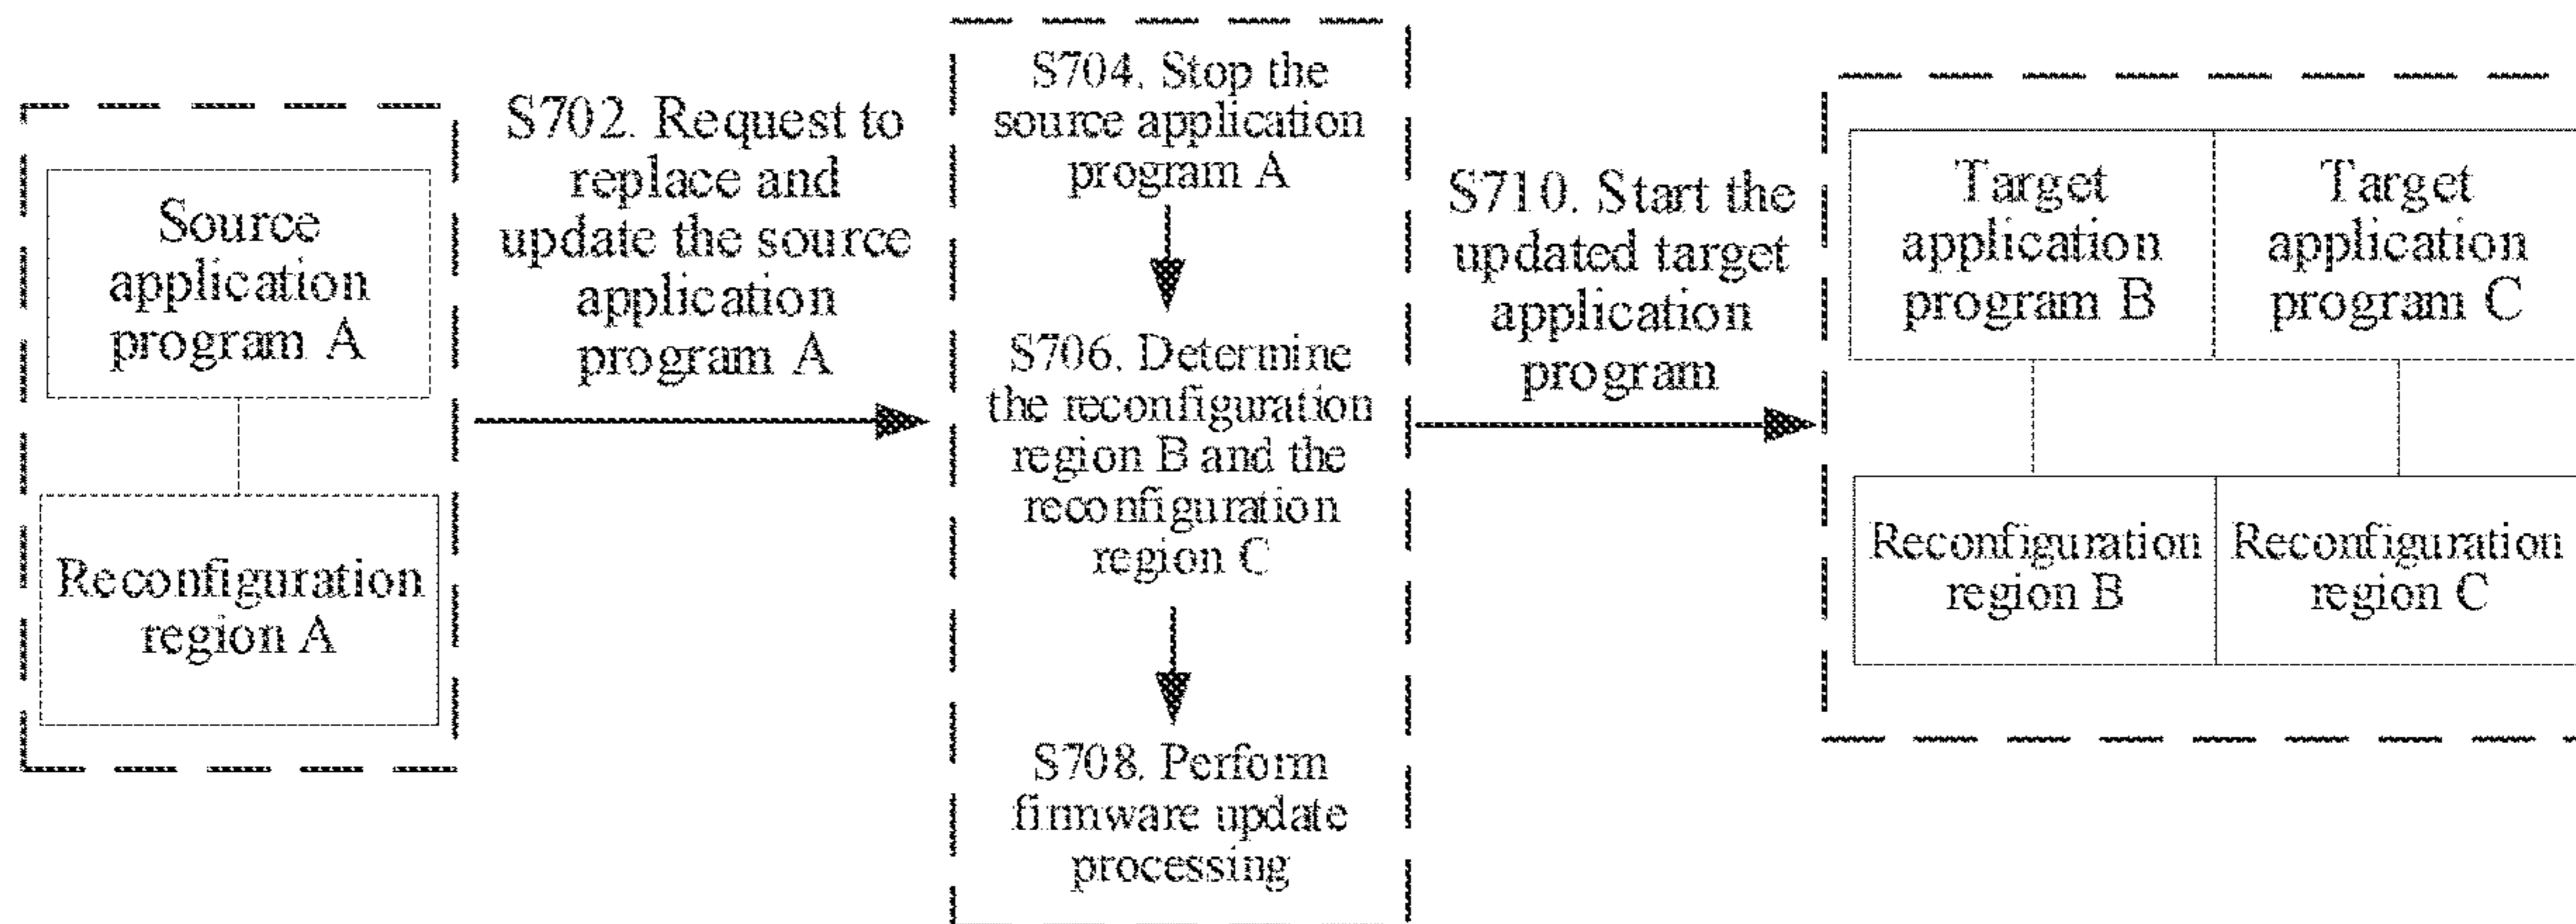 Source
application
program A
Reconfiguration
region A
S702. Request to
replace and
update the source
application
program A
S704. Stop the
source application
program A
S706. Determine
the reconfiguration
region B and the
reconfiguration
region C
S708. Perform
firmware update
processing
S710. Start the
updated target
application
program
Target
application
program B
Target
application
program C
Reconfiguration
region B
Reconfiguration
region C